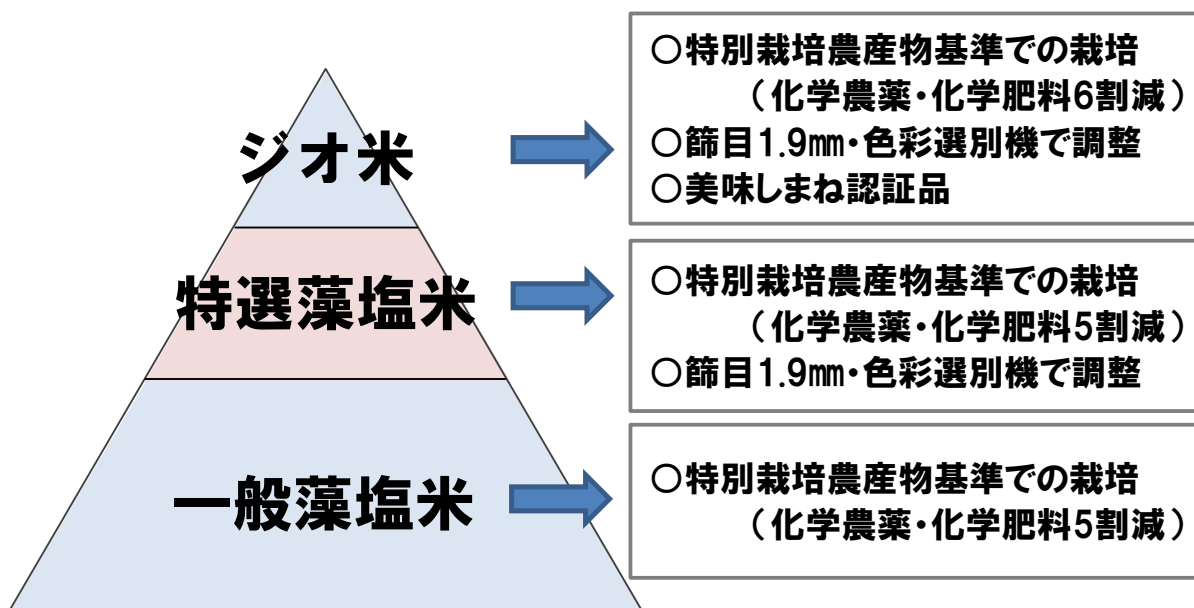 ジオ米
○特別栽培農産物基準での栽培
（化学農薬・化学肥料6割減）
○篩目1.9㎜・色彩選別機で調整
○美味しまね認証品
特選藻塩米
○特別栽培農産物基準での栽培
（化学農薬・化学肥料5割減）
○篩目1.9㎜・色彩選別機で調整
一般藻塩米
○特別栽培農産物基準での栽培
（化学農薬・化学肥料5割減）